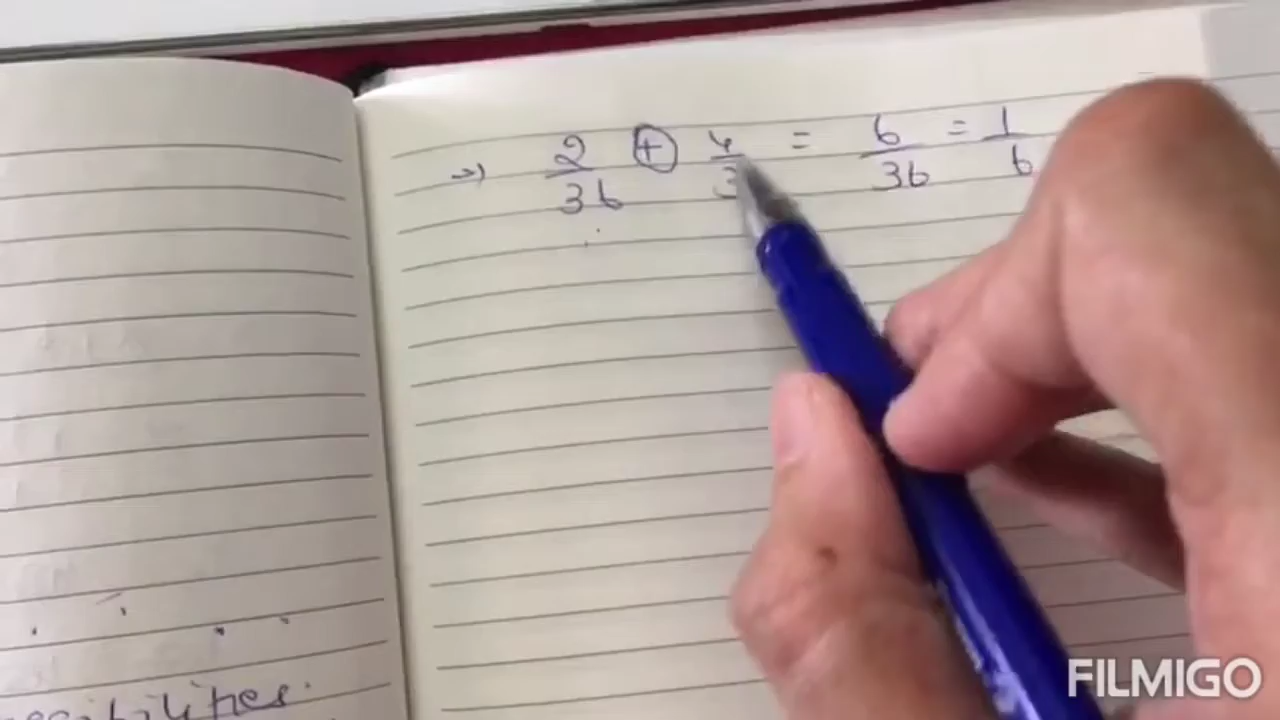 ⇒ 2/36 + 4/3 = 6/36 = 1/6
FILMIGO